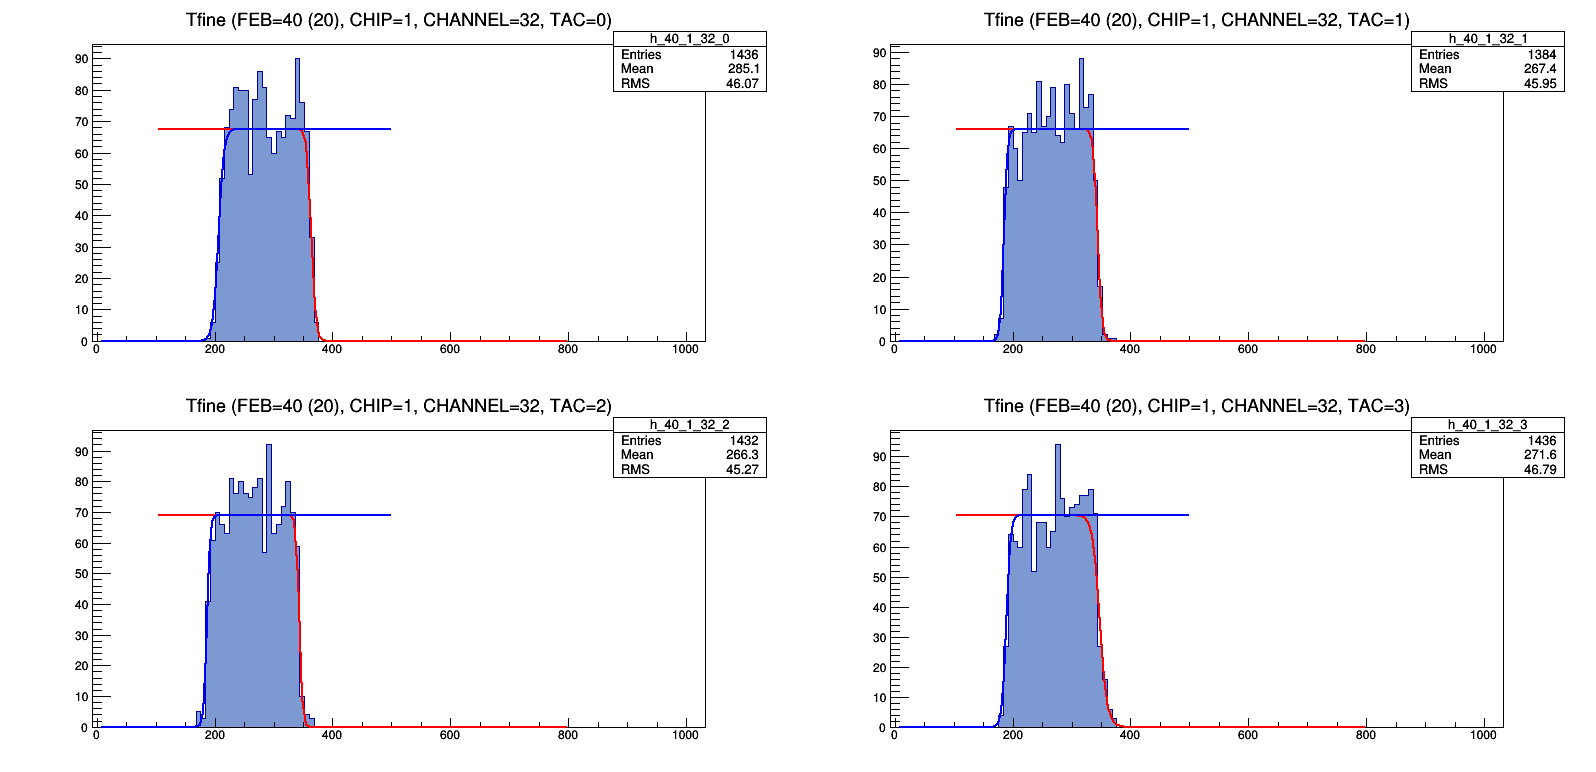 Tfine (FEB=40 (20), CHIP=1, CHANNEL=32, TAC=0)
h_40_1_32_0
Entries 1436
Mean 285.1
RMS 46.07
90
80
70
60
50
40
30
20
10
0
0 200 400 600 800 1000
Tfine (FEB=40 (20), CHIP=1, CHANNEL=32, TAC=1)
h_40_1_32_1
Entries 1384
Mean 267.4
RMS 45.95
90
80
70
60
50
40
30
20
10
0
0 200 400 600 800 1000
Tfine (FEB=40 (20), CHIP=1, CHANNEL=32, TAC=2)
h_40_1_32_2
Entries 1432
Mean 266.3
RMS 45.27
90
80
70
60
50
40
30
20
10
0
0 200 400 600 800 1000
Tfine (FEB=40 (20), CHIP=1, CHANNEL=32, TAC=3)
h_40_1_32_3
Entries 1436
Mean 271.6
RMS 46.79
90
80
70
60
50
40
30
20
10
0
0 200 400 600 800 1000